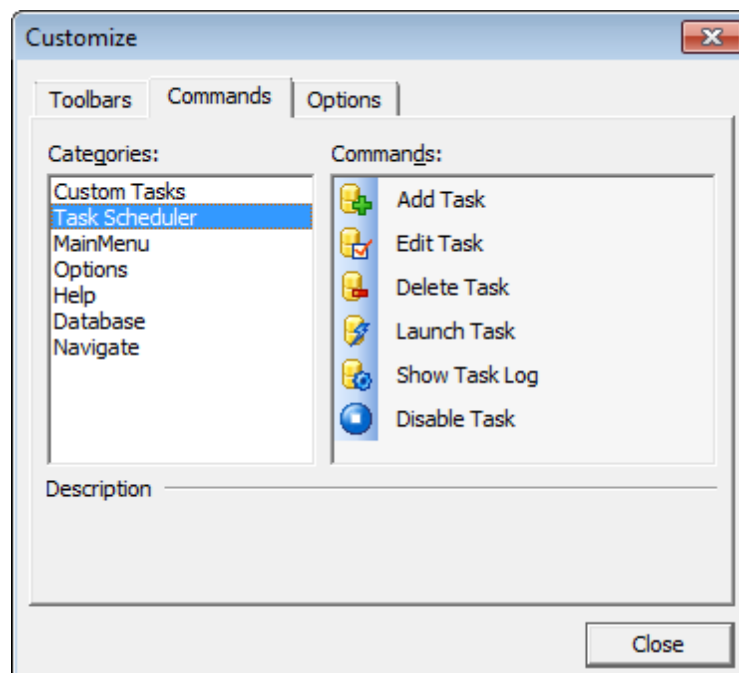 Customize
Toolbars
Commands
Options
Categories:
Custom Tasks
Task Scheduler
MainMenu
Options
Help
Database
Navigate
Commands:
Add Task
Edit Task
Delete Task
Launch Task
Show Task Log
Disable Task
Description
Close